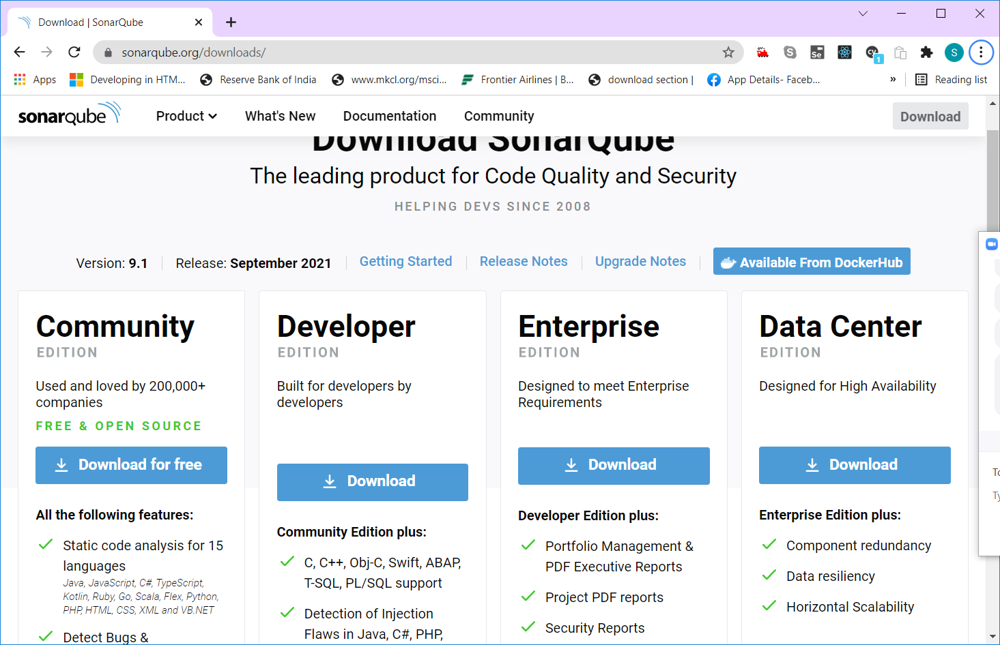 Download | SonarQube
sonarqube.org/downloads/
S
1
Apps
Developing in HTM...
Reserve Bank of India
www.mkcl.org/msci...
Frontier Airlines | B...
download section |
App Details- Faceb...
»
Reading list
sonarqube
Product
What's New
Documentation
Community
Download
Download SonarQube
The leading product for Code Quality and Security
HELPING DEVS SINCE 2008
Version: 9.1
Release: September 2021
Getting Started
Release Notes
Upgrade Notes
Available From DockerHub
Community
EDITION
Used and loved by 200,000+
companies
FREE & OPEN SOURCE
Download for free
All the following features:
Static code analysis for 15
languages
Java, JavaScript, C#, TypeScript,
Kotlin, Ruby, Go, Scala, Flex, Python,
PHP, HTML, CSS, XML and VB.NET
Detect Bugs &
Developer
EDITION
Built for developers by
developers
Download
Community Edition plus:
C, C++, Obj-C, Swift, ABAP,
T-SQL, PL/SQL support
Detection of Injection
Flaws in Java, C#, PHP,
Enterprise
EDITION
Designed to meet Enterprise
Requirements
Download
Developer Edition plus:
Portfolio Management &
PDF Executive Reports
Project PDF reports
Security Reports
Data Center
EDITION
Designed for High Availability
Download
Enterprise Edition plus:
Component redundancy
Data resiliency
Horizontal Scalability